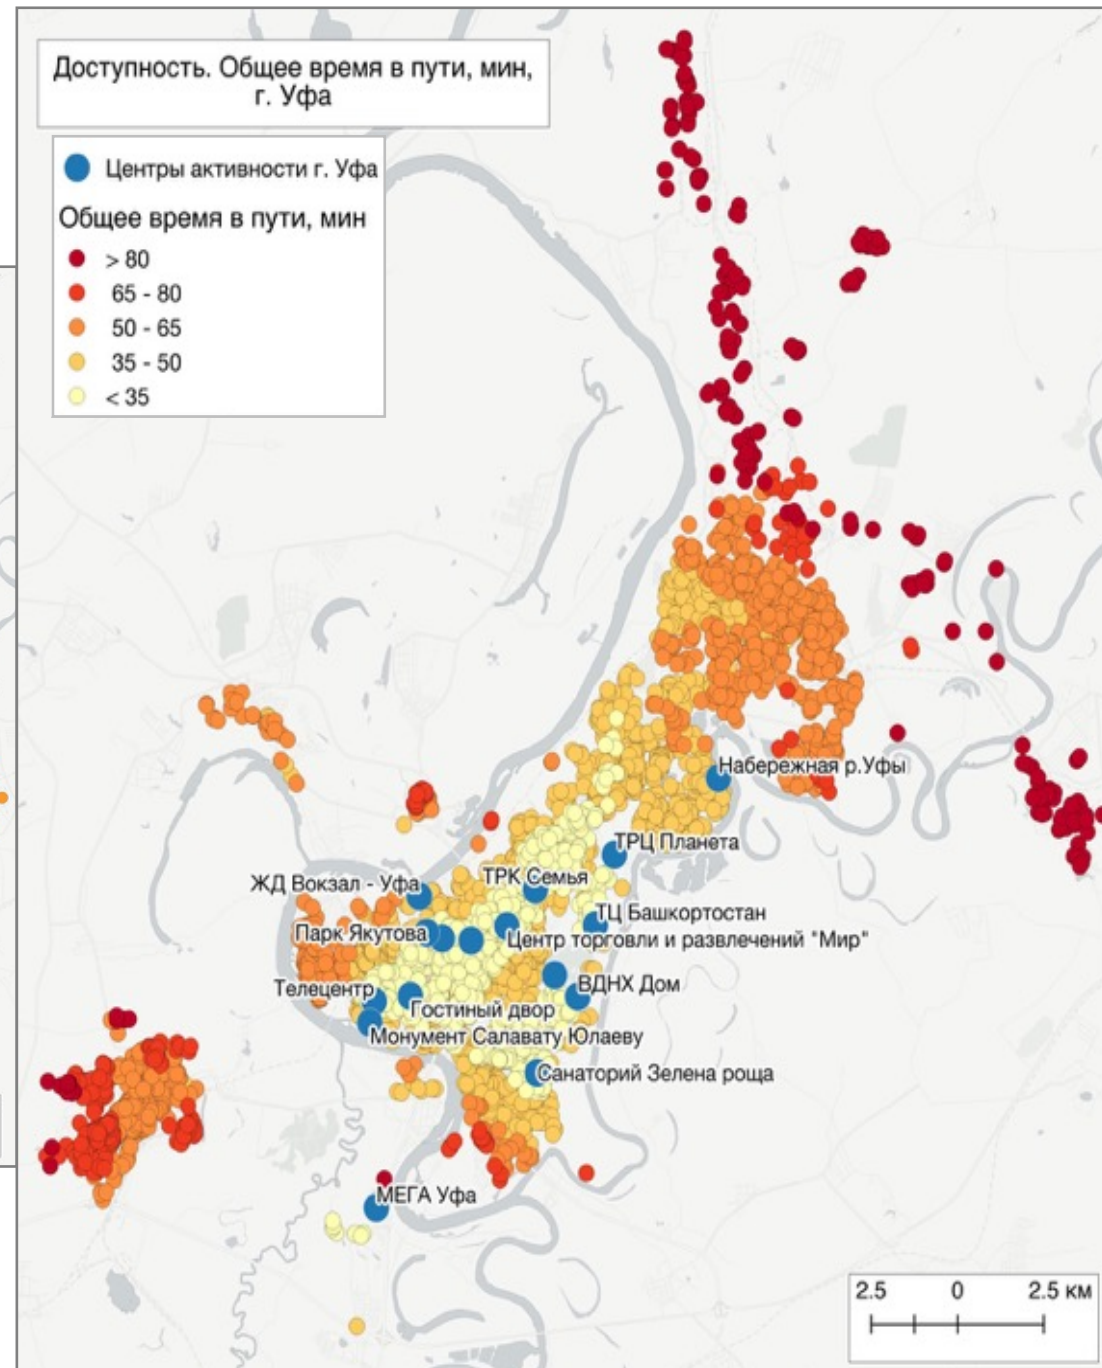 Доступность. Общее время в пути, мин,
г. Уфа
Центры активности г. Уфа
Общее время в пути, мин
> 80
65 - 80
50 - 65
35 - 50
< 35
Набережная р.Уфы
ТРЦ Планета
ТРК Семья
ЖД Вокзал - Уфа
ТЦ Башкортостан
Парк Якутова
Центр торговли и развлечений "Мир"
ВДНХ Дом
Телецентр
Гостиный двор
Монумент Салавату Юлаеву
Санаторий Зелена роща
МЕГА Уфа
2.5 0 2.5 км